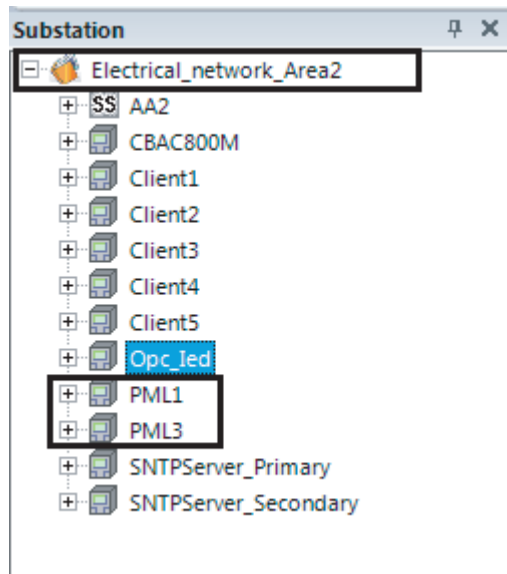 Substation
Electrical_network_Area2
SS AA2
CBAC800M
Client1
Client2
Client3
Client4
Client5
Opc_Ied
PML1
PML3
SNTPServer_Primary
SNTPServer_Secondary